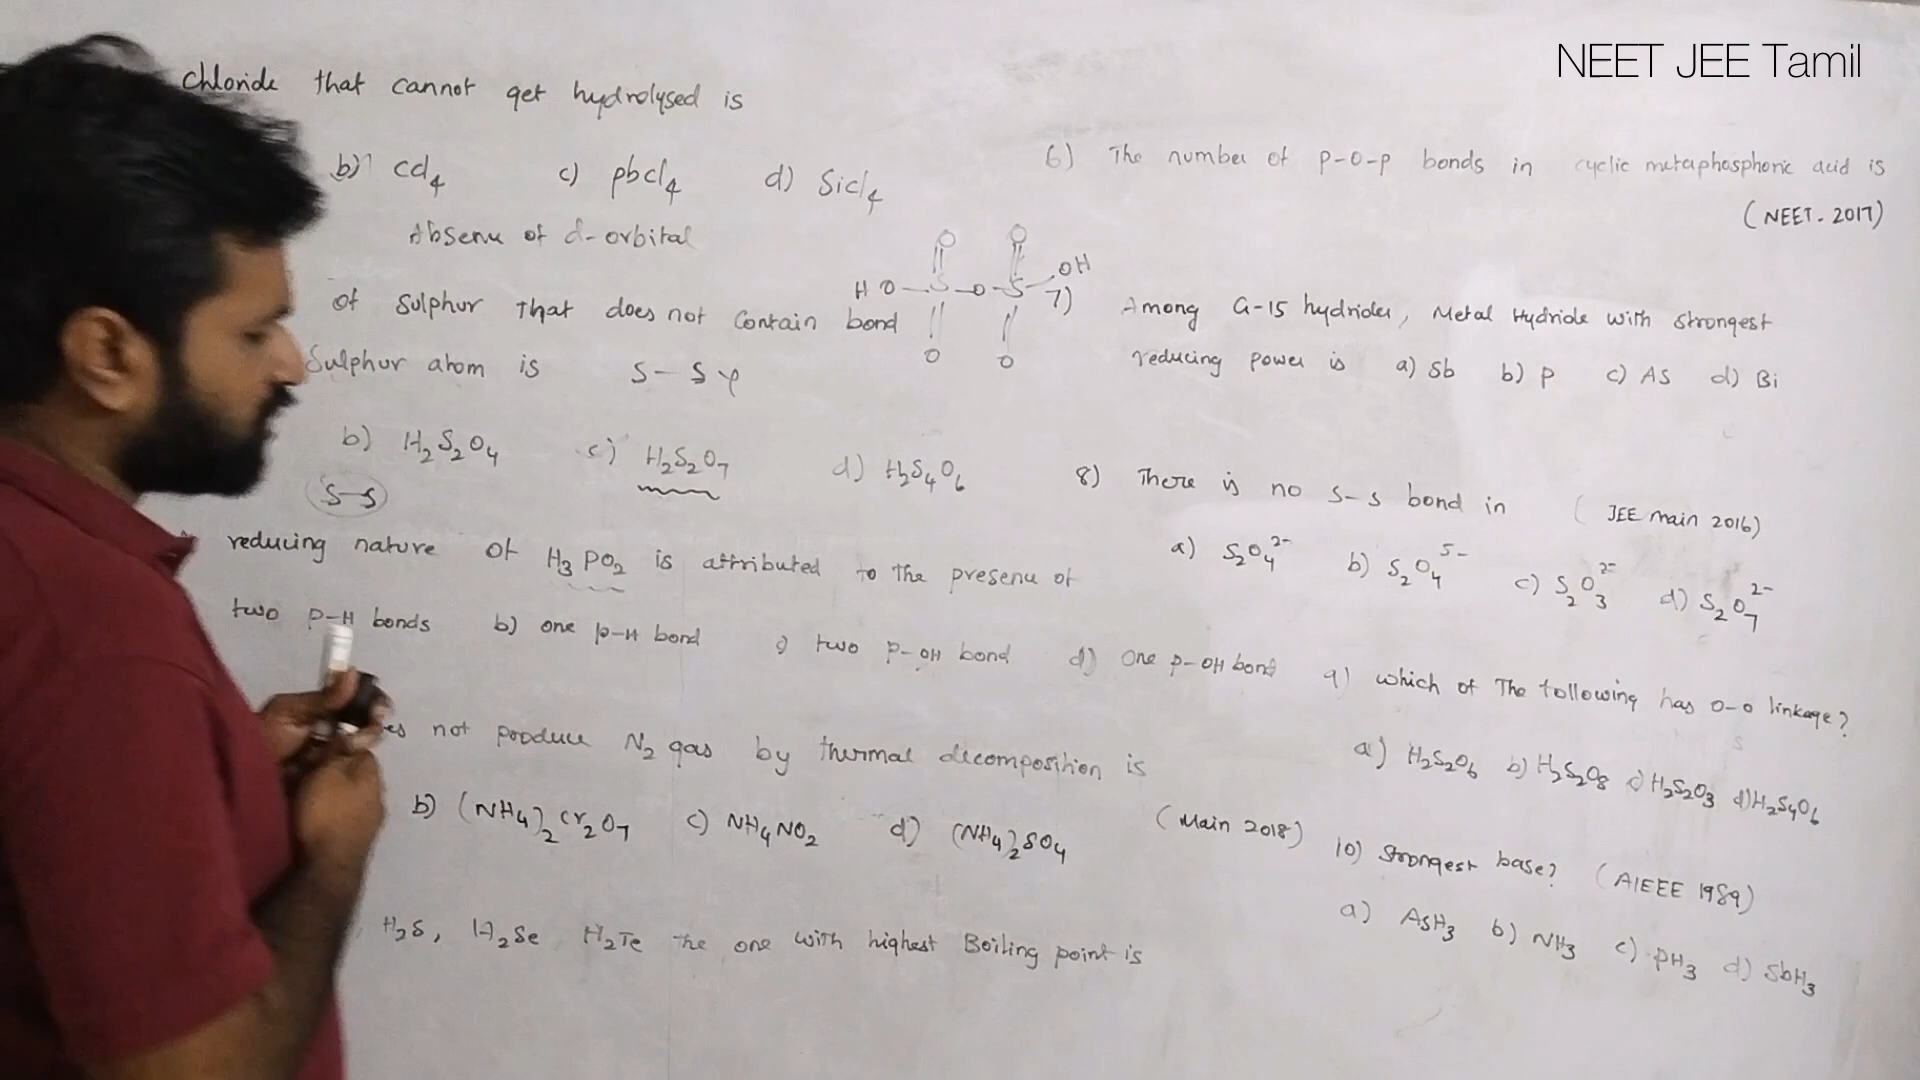 NEET JEE Tamil
chloride that cannot get hydrolysed is
b) ccl4 c) pbcl4 d) Sicl4
Absence of d-orbital
of sulphur that does not contain bond
Sulphur atom is S-S
O O
HO-S-O-S-OH
O O
b) H2S2O4 c) H2S2O7 d) H2S4O6
S-S
reducing nature of H3PO2 is attributed to the presence of
two P-H bonds b) one p-H bond c) two P-OH bond d) One P-OH bond
not produce N2 gas by thermal decomposition is
(Main 2018)
b) (NH4)2Cr2O7 c) NH4NO2 d) (NH4)2SO4
H2S, H2Se, H2Te the one with highest Boiling point is
6) The number of P-O-P bonds in cyclic metaphosphoric acid is
(NEET-2017)
7) Among G-15 hydrides, Metal Hydride with strongest
reducing power is a) Sb b) P c) AS d) Bi
8) There is no S-S bond in (JEE main 2016)
a) S2O4^2- b) S2O4^5- c) S2O3^2- d) S2O7^2-
9) which of The following has O-O linkage?
a) H2S2O6 b) H2S2O8 c) H2S2O3 d) H2S4O6
10) Strongest base? (AIEEE 1989)
a) AsH3 b) NH3 c) PH3 d) SbH3